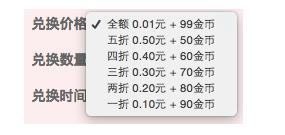 兑换价格 ✓ 全额 0.01元 + 99金币
五折 0.50元 + 50金币
兑换数量 四折 0.40元 + 60金币
三折 0.30元 + 70金币
兑换时间 两折 0.20元 + 80金币
一折 0.10元 + 90金币